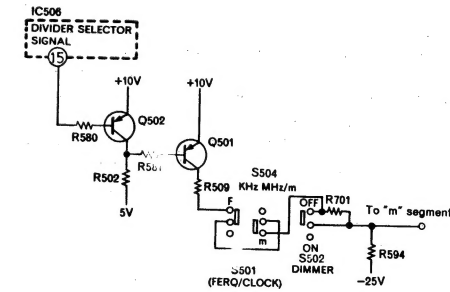 IC506
DIVIDER SELECTOR
SIGNAL
15
+10V
+10V
Q502
Q501
R580
R581
R502
5V
R509
S504
KHz MHz/m
F
m
OFF
R701
To "m" segment
ON
S502
DIMMER
R594
-25V
S501
(FERQ/CLOCK)